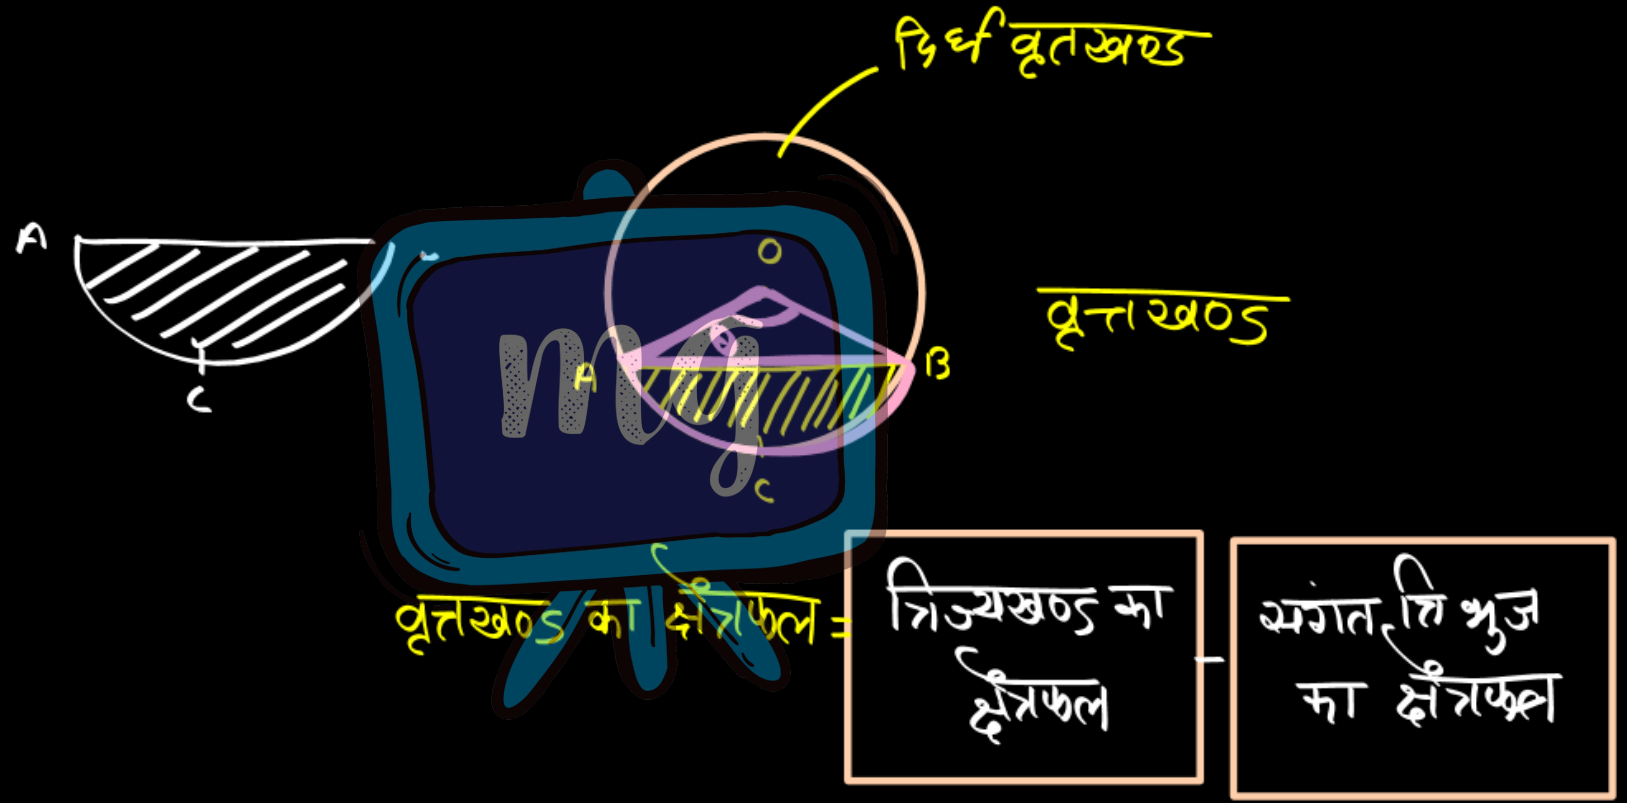 दिर्घ वृतखण्ड
A
O
वृत्तखण्ड
A
B
C
C
mg
वृत्तखण्ड का क्षेत्रफल =
त्रिज्यखण्ड का
क्षेत्रफल
-
संगत त्रिभुज
का क्षेत्रफल